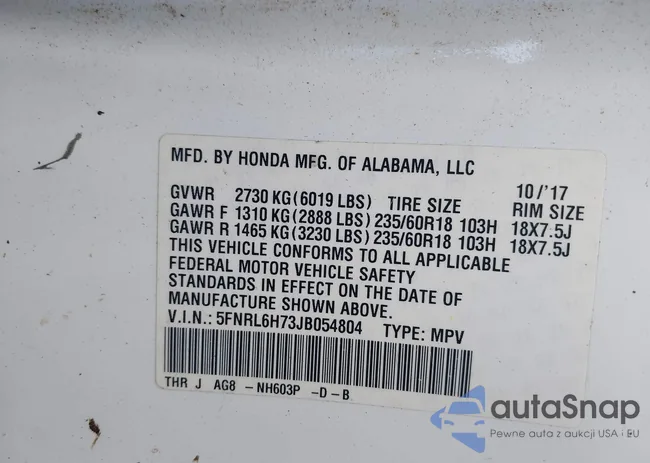 MFD. BY HONDA MFG. OF ALABAMA, LLC
10/'17
GVWR 2730 KG(6019 LBS) TIRE SIZE RIM SIZE
GAWR F 1310 KG(2888 LBS)235/60R18 103H 18X7.5J
GAWR R 1465 KG(3230 LBS)235/60R18 103H 18X7.5J
THIS VEHICLE CONFORMS TO ALL APPLICABLE
FEDERAL MOTOR VEHICLE SAFETY
STANDARDS IN EFFECT ON THE DATE OF
MANUFACTURE SHOWN ABOVE.
V.I.N.: 5FNRL6H73JB054804 TYPE: MPV
THR J AG8 -NH603P -D-B
autaSnap
Pewne auta z aukcji USA i EU